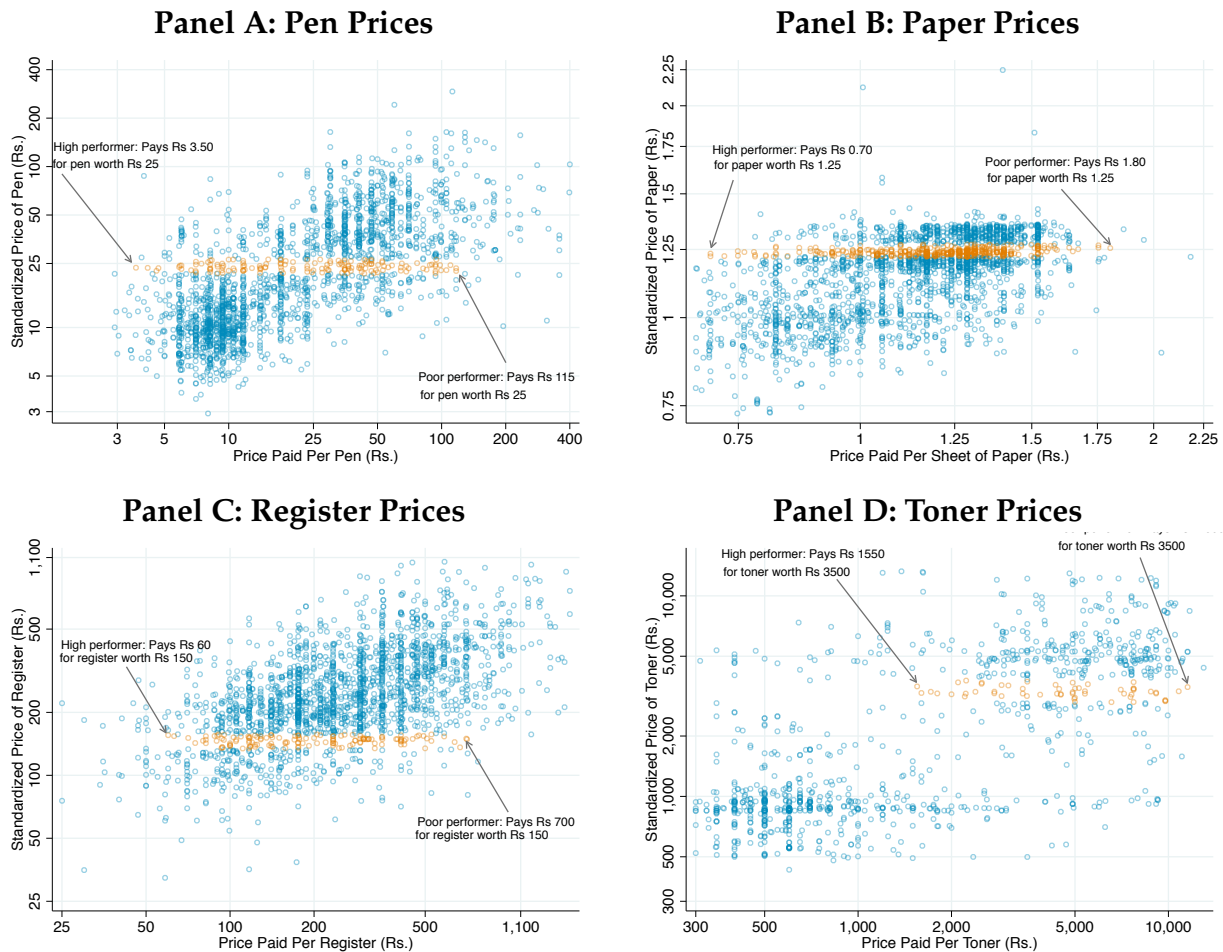 Panel A: Pen Prices
Standardized Price of Pen (Rs.)
400
200
100
50
25
10
5
3
High performer: Pays Rs 3.50
for pen worth Rs 25
Poor performer: Pays Rs 115
for pen worth Rs 25
3 5 10 25 50 100 200 400
Price Paid Per Pen (Rs.)
Panel B: Paper Prices
Standardized Price of Paper (Rs.)
2.25
2
1.75
1.5
1.25
1
0.75
High performer: Pays Rs 0.70
for paper worth Rs 1.25
Poor performer: Pays Rs 1.80
for paper worth Rs 1.25
0.75 1 1.25 1.5 1.75 2 2.25
Price Paid Per Sheet of Paper (Rs.)
Panel C: Register Prices
Standardized Price of Register (Rs.)
1,100
500
200
100
50
25
High performer: Pays Rs 60
for register worth Rs 150
Poor performer: Pays Rs 700
for register worth Rs 150
25 50 100 200 500 1,100
Price Paid Per Register (Rs.)
Panel D: Toner Prices
Standardized Price of Toner (Rs.)
10,000
5,000
2,000
1,000
500
300
High performer: Pays Rs 1550
for toner worth Rs 3500
for toner worth Rs 3500
300 500 1,000 2,000 5,000 10,000
Price Paid Per Toner (Rs.)